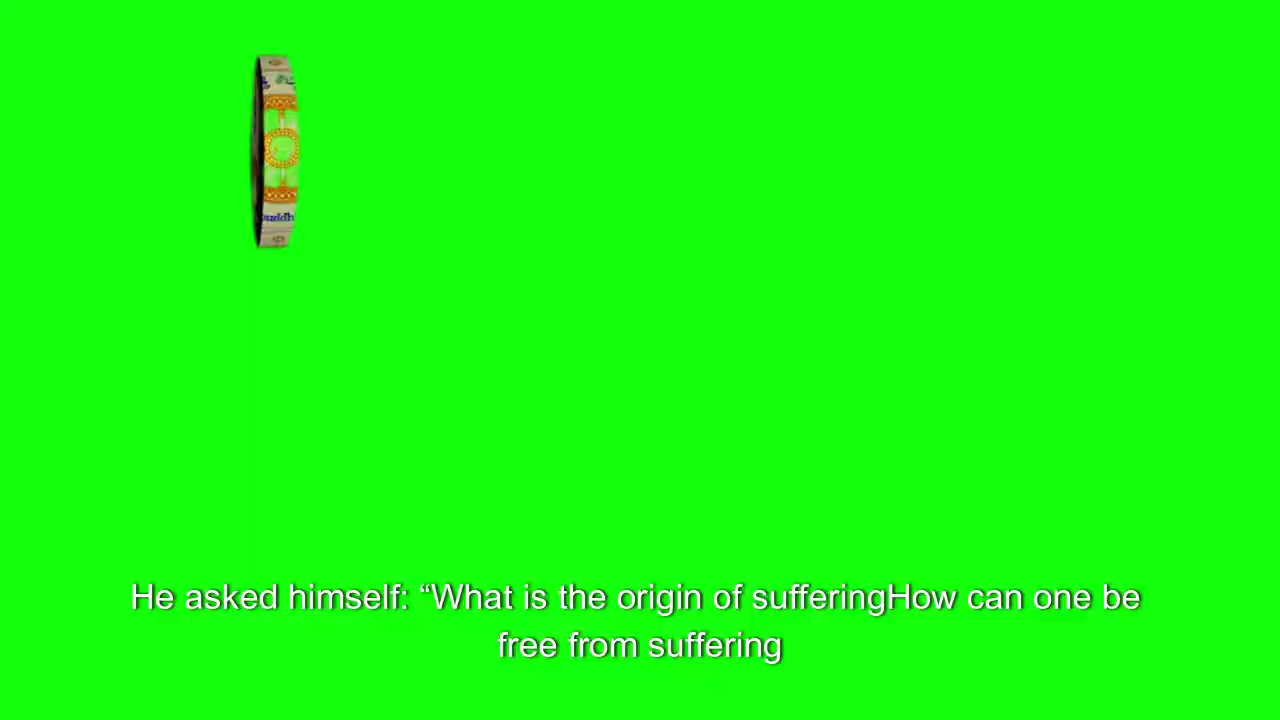 He asked himself: “What is the origin of sufferingHow can one be
free from suffering